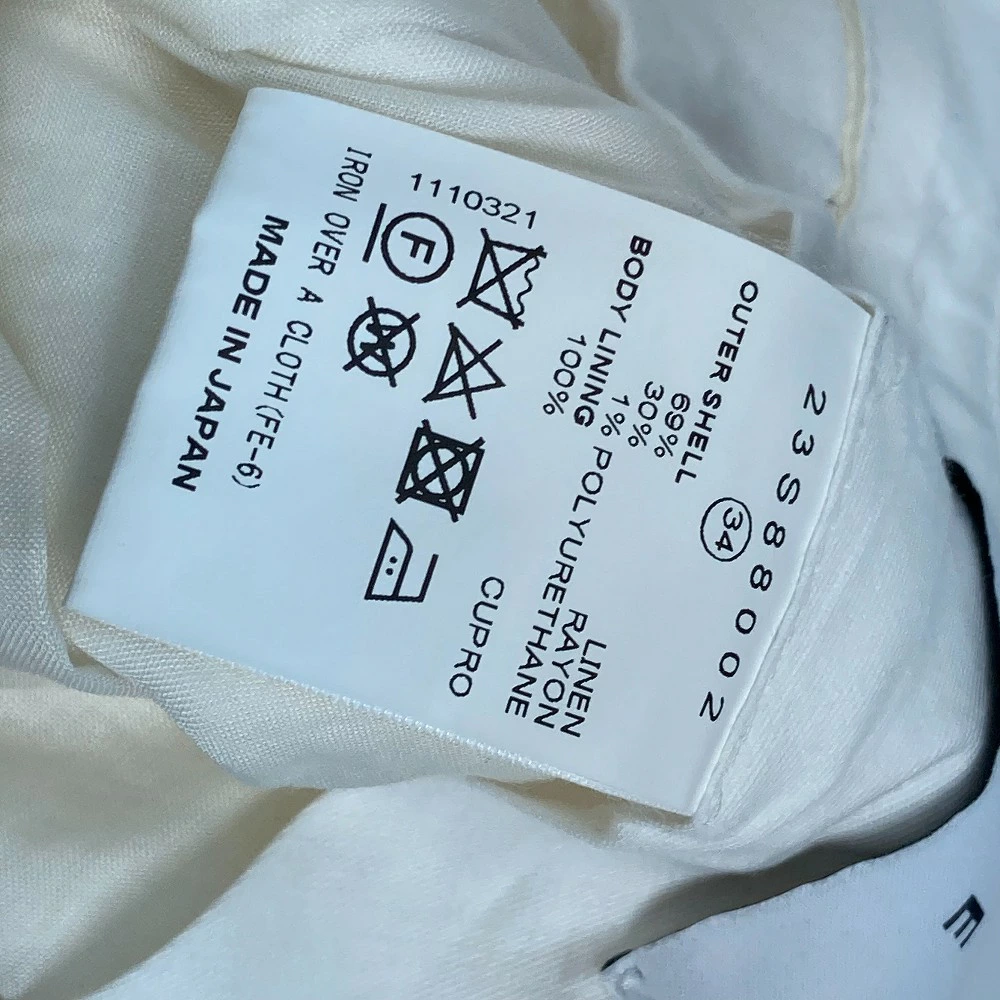 23S88002
34
OUTER SHELL
69% LINEN
30% RAYON
1% POLYURETHANE
BODY LINING
100% CUPRO
1110321
F
W
IRON OVER A CLOTH(FE-6)
MADE IN JAPAN
E